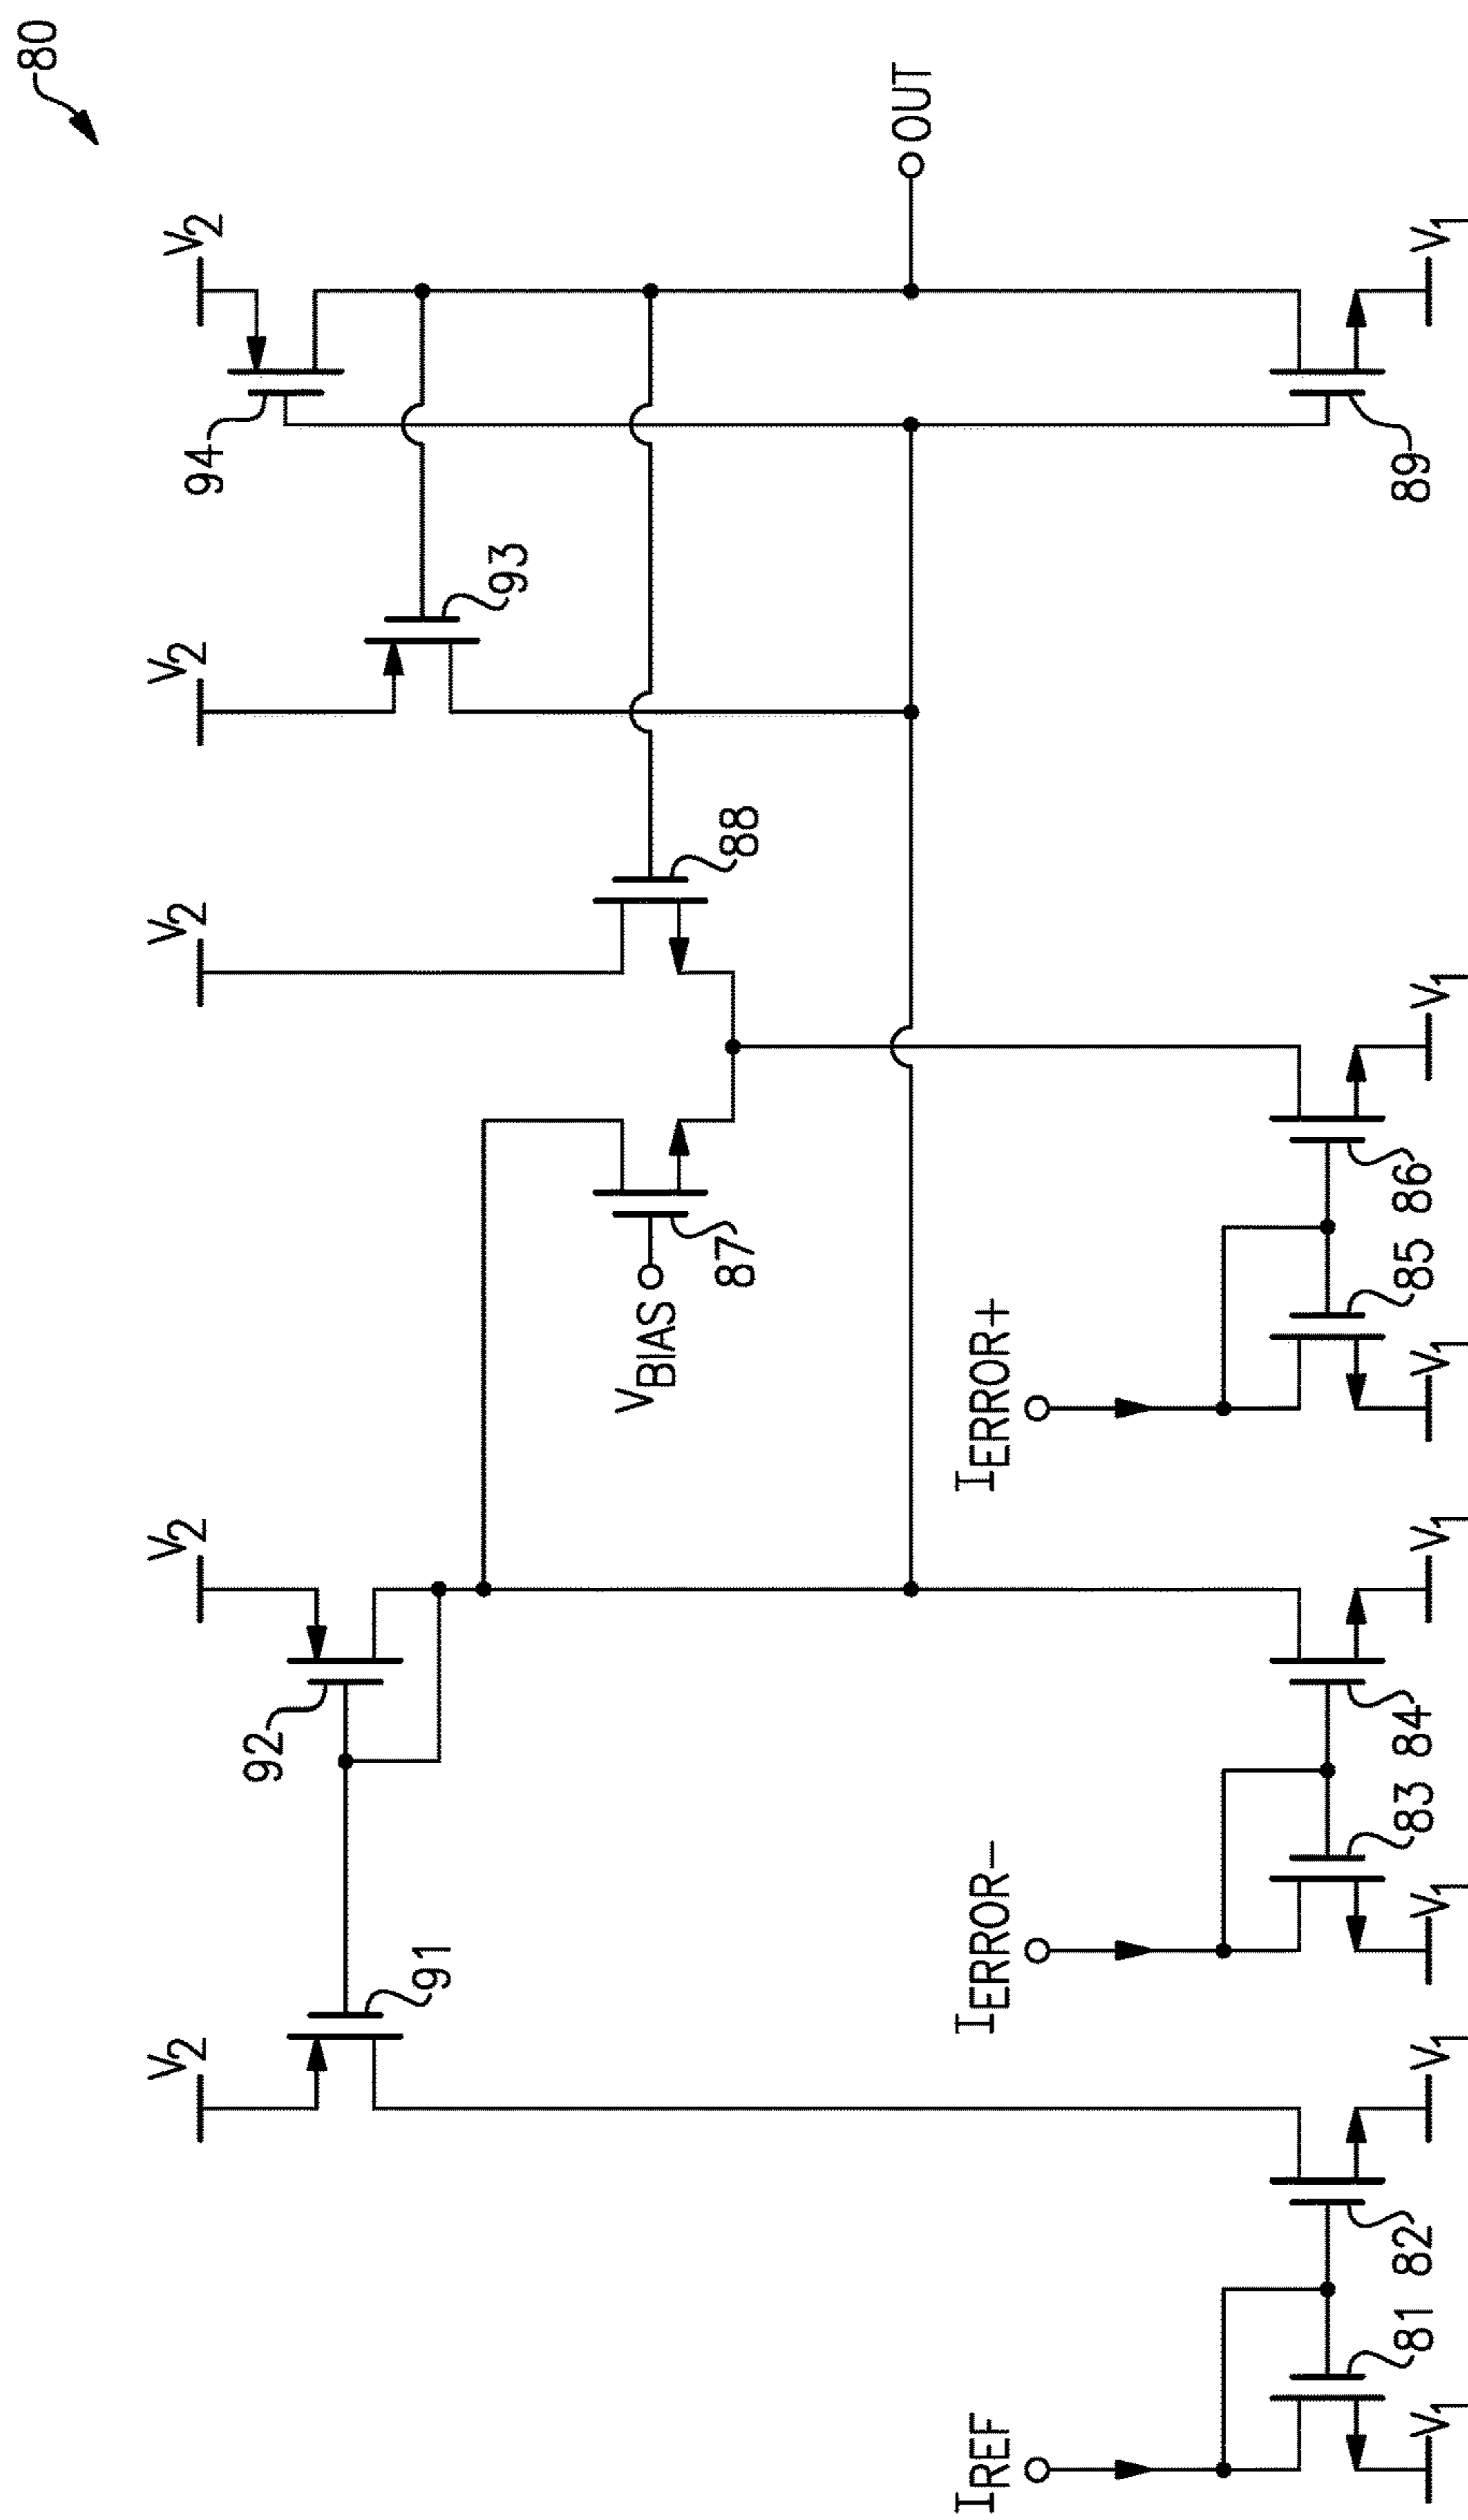 80
V2
V2
V2
V2
V2
94
93
88
92
91
OUT
VBIAS
87
IERROR+
IERROR-
IREF
V1
V1
V1
V1
V1
V1
V1
89
86
85
84
83
82
81